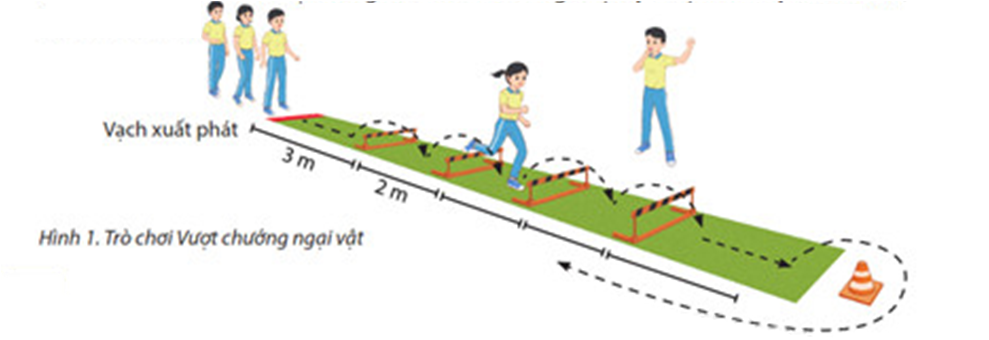 Vạch xuất phát
3 m
2 m
Hình 1. Trò chơi Vượt chướng ngại vật